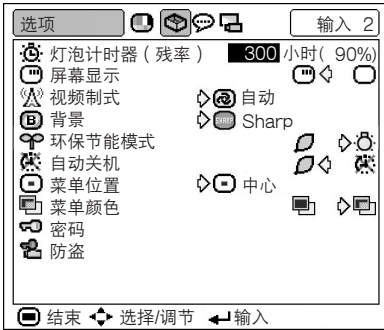 选项 输入 2
灯泡计时器(残率) 300 小时( 90%)
屏幕显示
视频制式 自动
B 背景 SHARP Sharp
环保节能模式
自动关机
菜单位置 中心
菜单颜色
密码
防盗
结束 选择/调节 输入